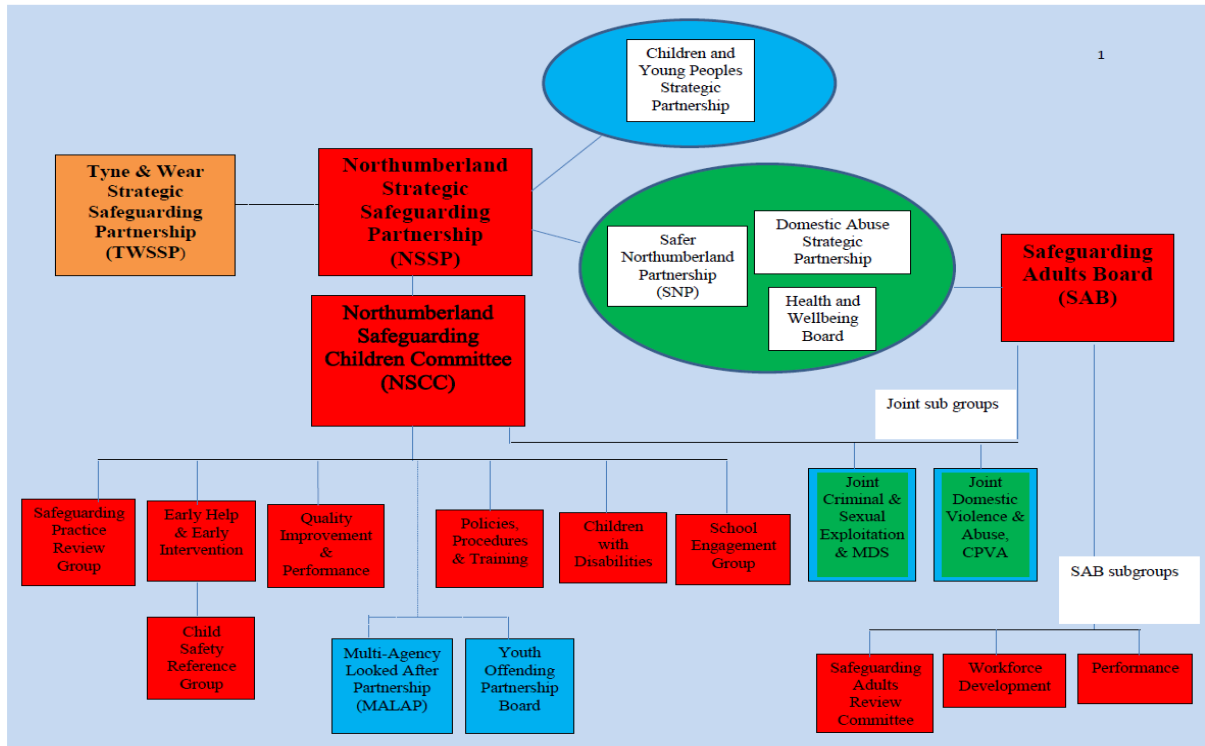 Children and
Young Peoples
Strategic
Partnership
1
Tyne & Wear
Strategic
Safeguarding
Partnership
(TWSSP)
Northumberland
Strategic
Safeguarding
Partnership
(NSSP)
Safer
Northumberland
Partnership
(SNP)
Domestic Abuse
Strategic
Partnership
Health and
Wellbeing
Board
Safeguarding
Adults Board
(SAB)
Northumberland
Safeguarding
Children Committee
(NSCC)
Joint sub groups
Safeguarding
Practice
Review
Group
Early Help
& Early
Intervention
Quality
Improvement
&
Performance
Policies,
Procedures
& Training
Children
with
Disabilities
School
Engagement
Group
Joint
Criminal &
Sexual
Exploitation
& MDS
Joint
Domestic
Violence &
Abuse,
CPVA
SAB subgroups
Child
Safety
Reference
Group
Multi-Agency
Looked After
Partnership
(MALAP)
Youth
Offending
Partnership
Board
Safeguarding
Adults
Review
Committee
Workforce
Development
Performance